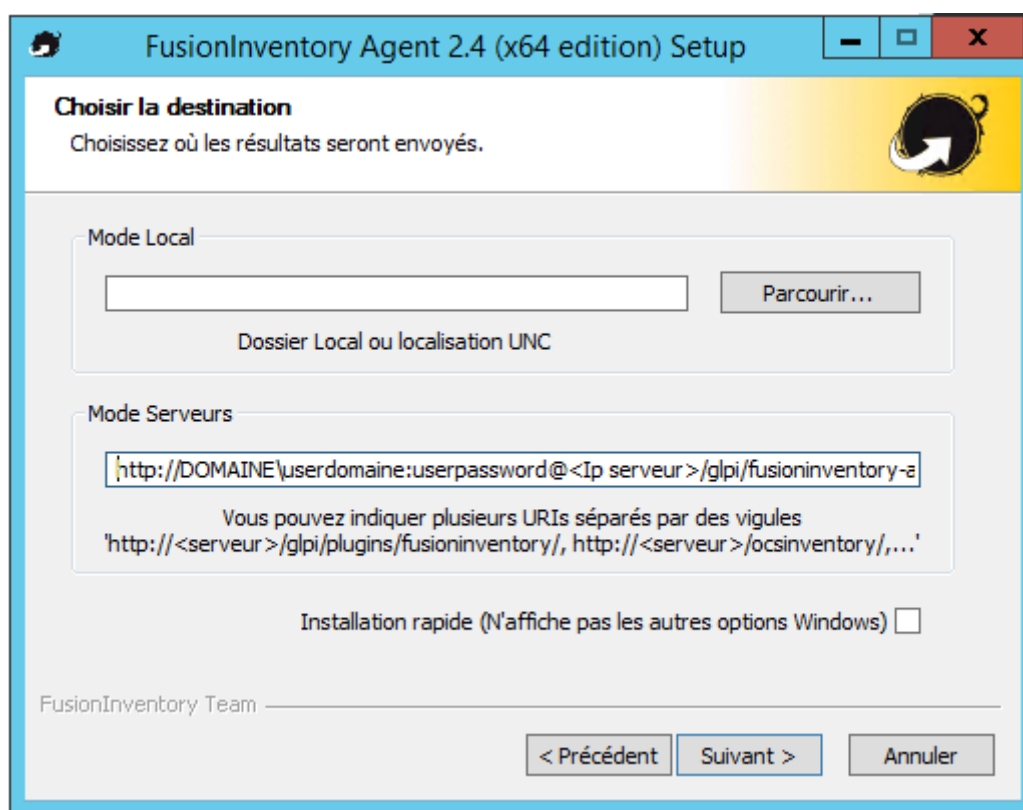 FusionInventory Agent 2.4 (x64 edition) Setup
Choisir la destination
Choisissez où les résultats seront envoyés.
Mode Local
Parcourir...
Dossier Local ou localisation UNC
Mode Serveurs
http://DOMAINE\userdomaine:userpassword@<Ip serveur>/glpi/fusioninventory-a
Vous pouvez indiquer plusieurs URIs séparés par des vigules
'http://<serveur>/glpi/plugins/fusioninventory/, http://<serveur>/ocsinventory/,...'
Installation rapide (N'affiche pas les autres options Windows)
FusionInventory Team
< Précédent Suivant > Annuler